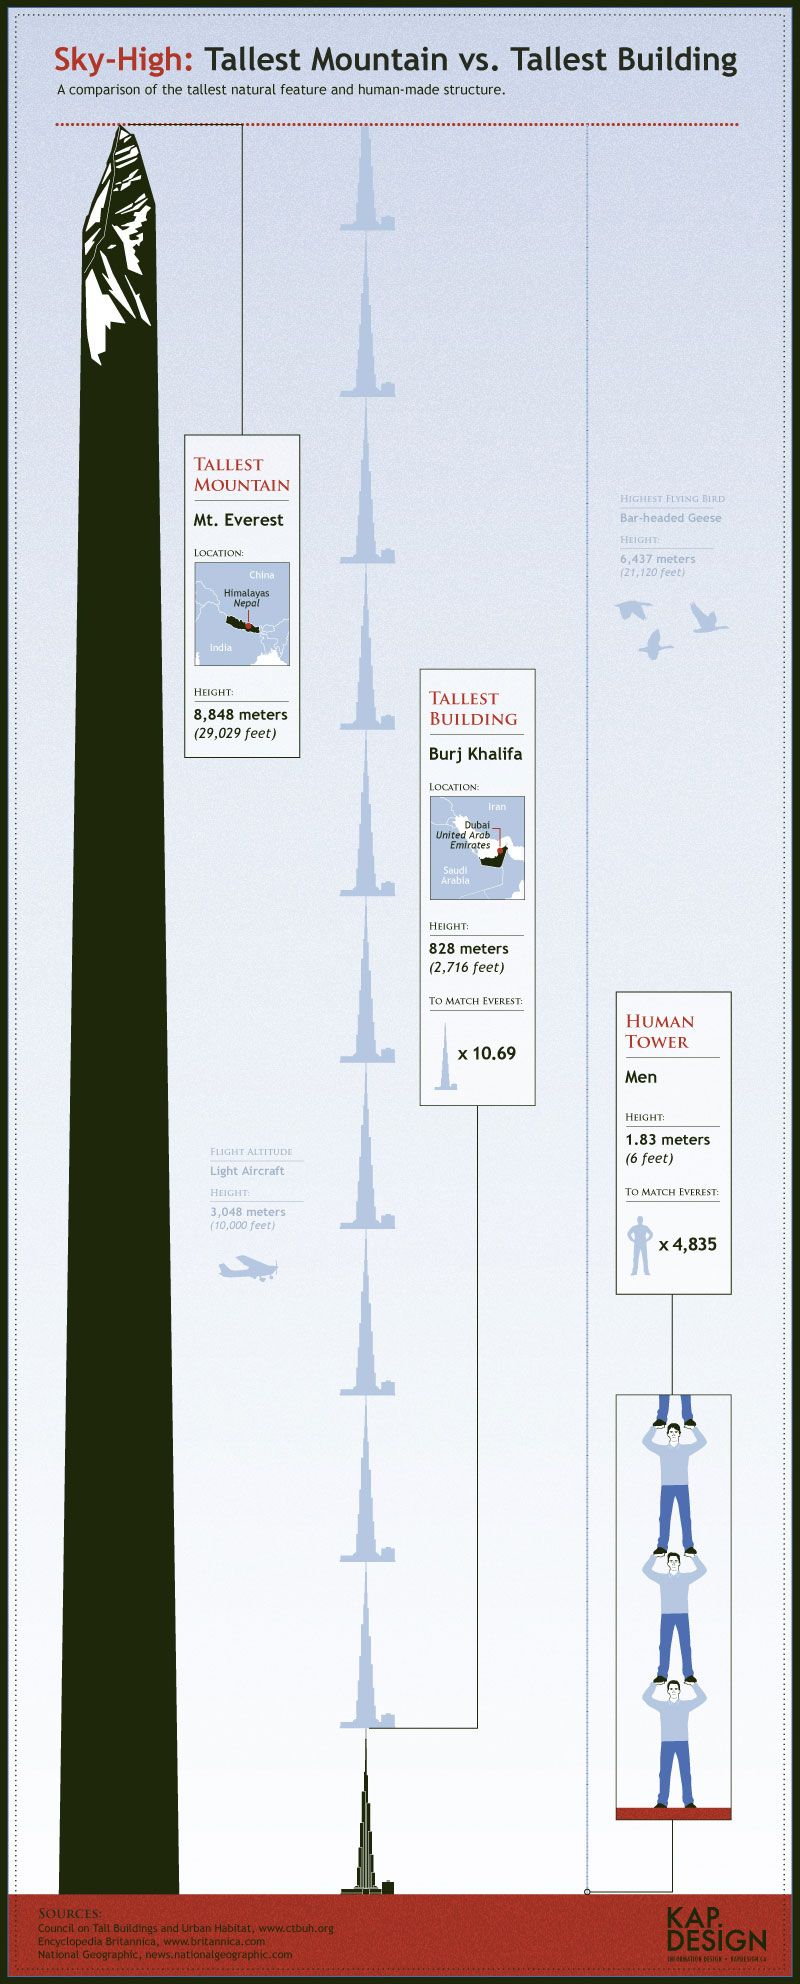 Sky-High: Tallest Mountain vs. Tallest Building
A comparison of the tallest natural feature and human-made structure.
TALLEST
MOUNTAIN
Mt. Everest
LOCATION:
China
Himalayas
Nepal
India
HEIGHT:
8,848 meters
(29,029 feet)
HIGHEST FLYING BIRD
Bar-headed Geese
HEIGHT:
6,437 meters
(21,120 feet)
TALLEST
BUILDING
Burj Khalifa
LOCATION:
Iran
Dubai
United Arab
Emirates
Saudi
Arabia
HEIGHT:
828 meters
(2,716 feet)
TO MATCH EVEREST:
x 10.69
HUMAN
TOWER
Men
HEIGHT:
1.83 meters
(6 feet)
TO MATCH EVEREST:
x 4,835
FLIGHT ALTITUDE
Light Aircraft
HEIGHT:
3,048 meters
(10,000 feet)
SOURCES:
Council on Tall Buildings and Urban Habitat, www.ctbuh.org
Encyclopedia Britannica, www.britannica.com
National Geographic, news.nationalgeographic.com
KAP.
DESIGN
INFORMATION DESIGN • KAPDESIGN.CA